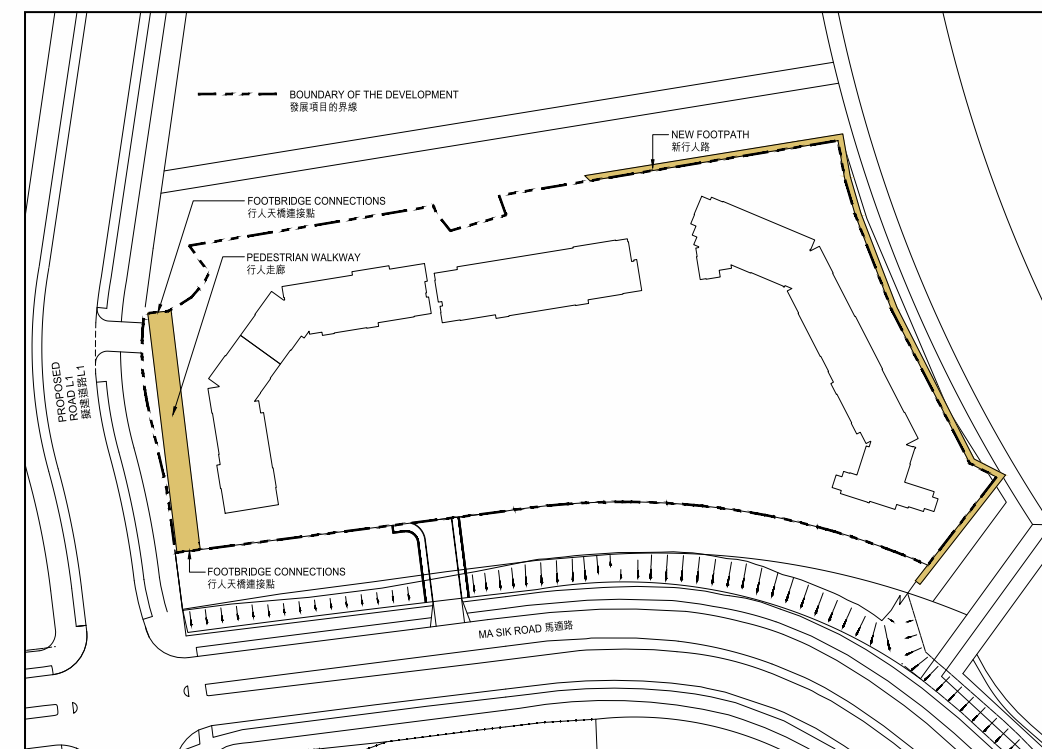 BOUNDARY OF THE DEVELOPMENT
發展項目的界線
NEW FOOTPATH
新行人路
FOOTBRIDGE CONNECTIONS
行人天橋連接點
PEDESTRIAN WALKWAY
行人走廊
PROPOSED
ROAD L1
擬建道路L1
FOOTBRIDGE CONNECTIONS
行人天橋連接點
MA SIK ROAD 馬適路